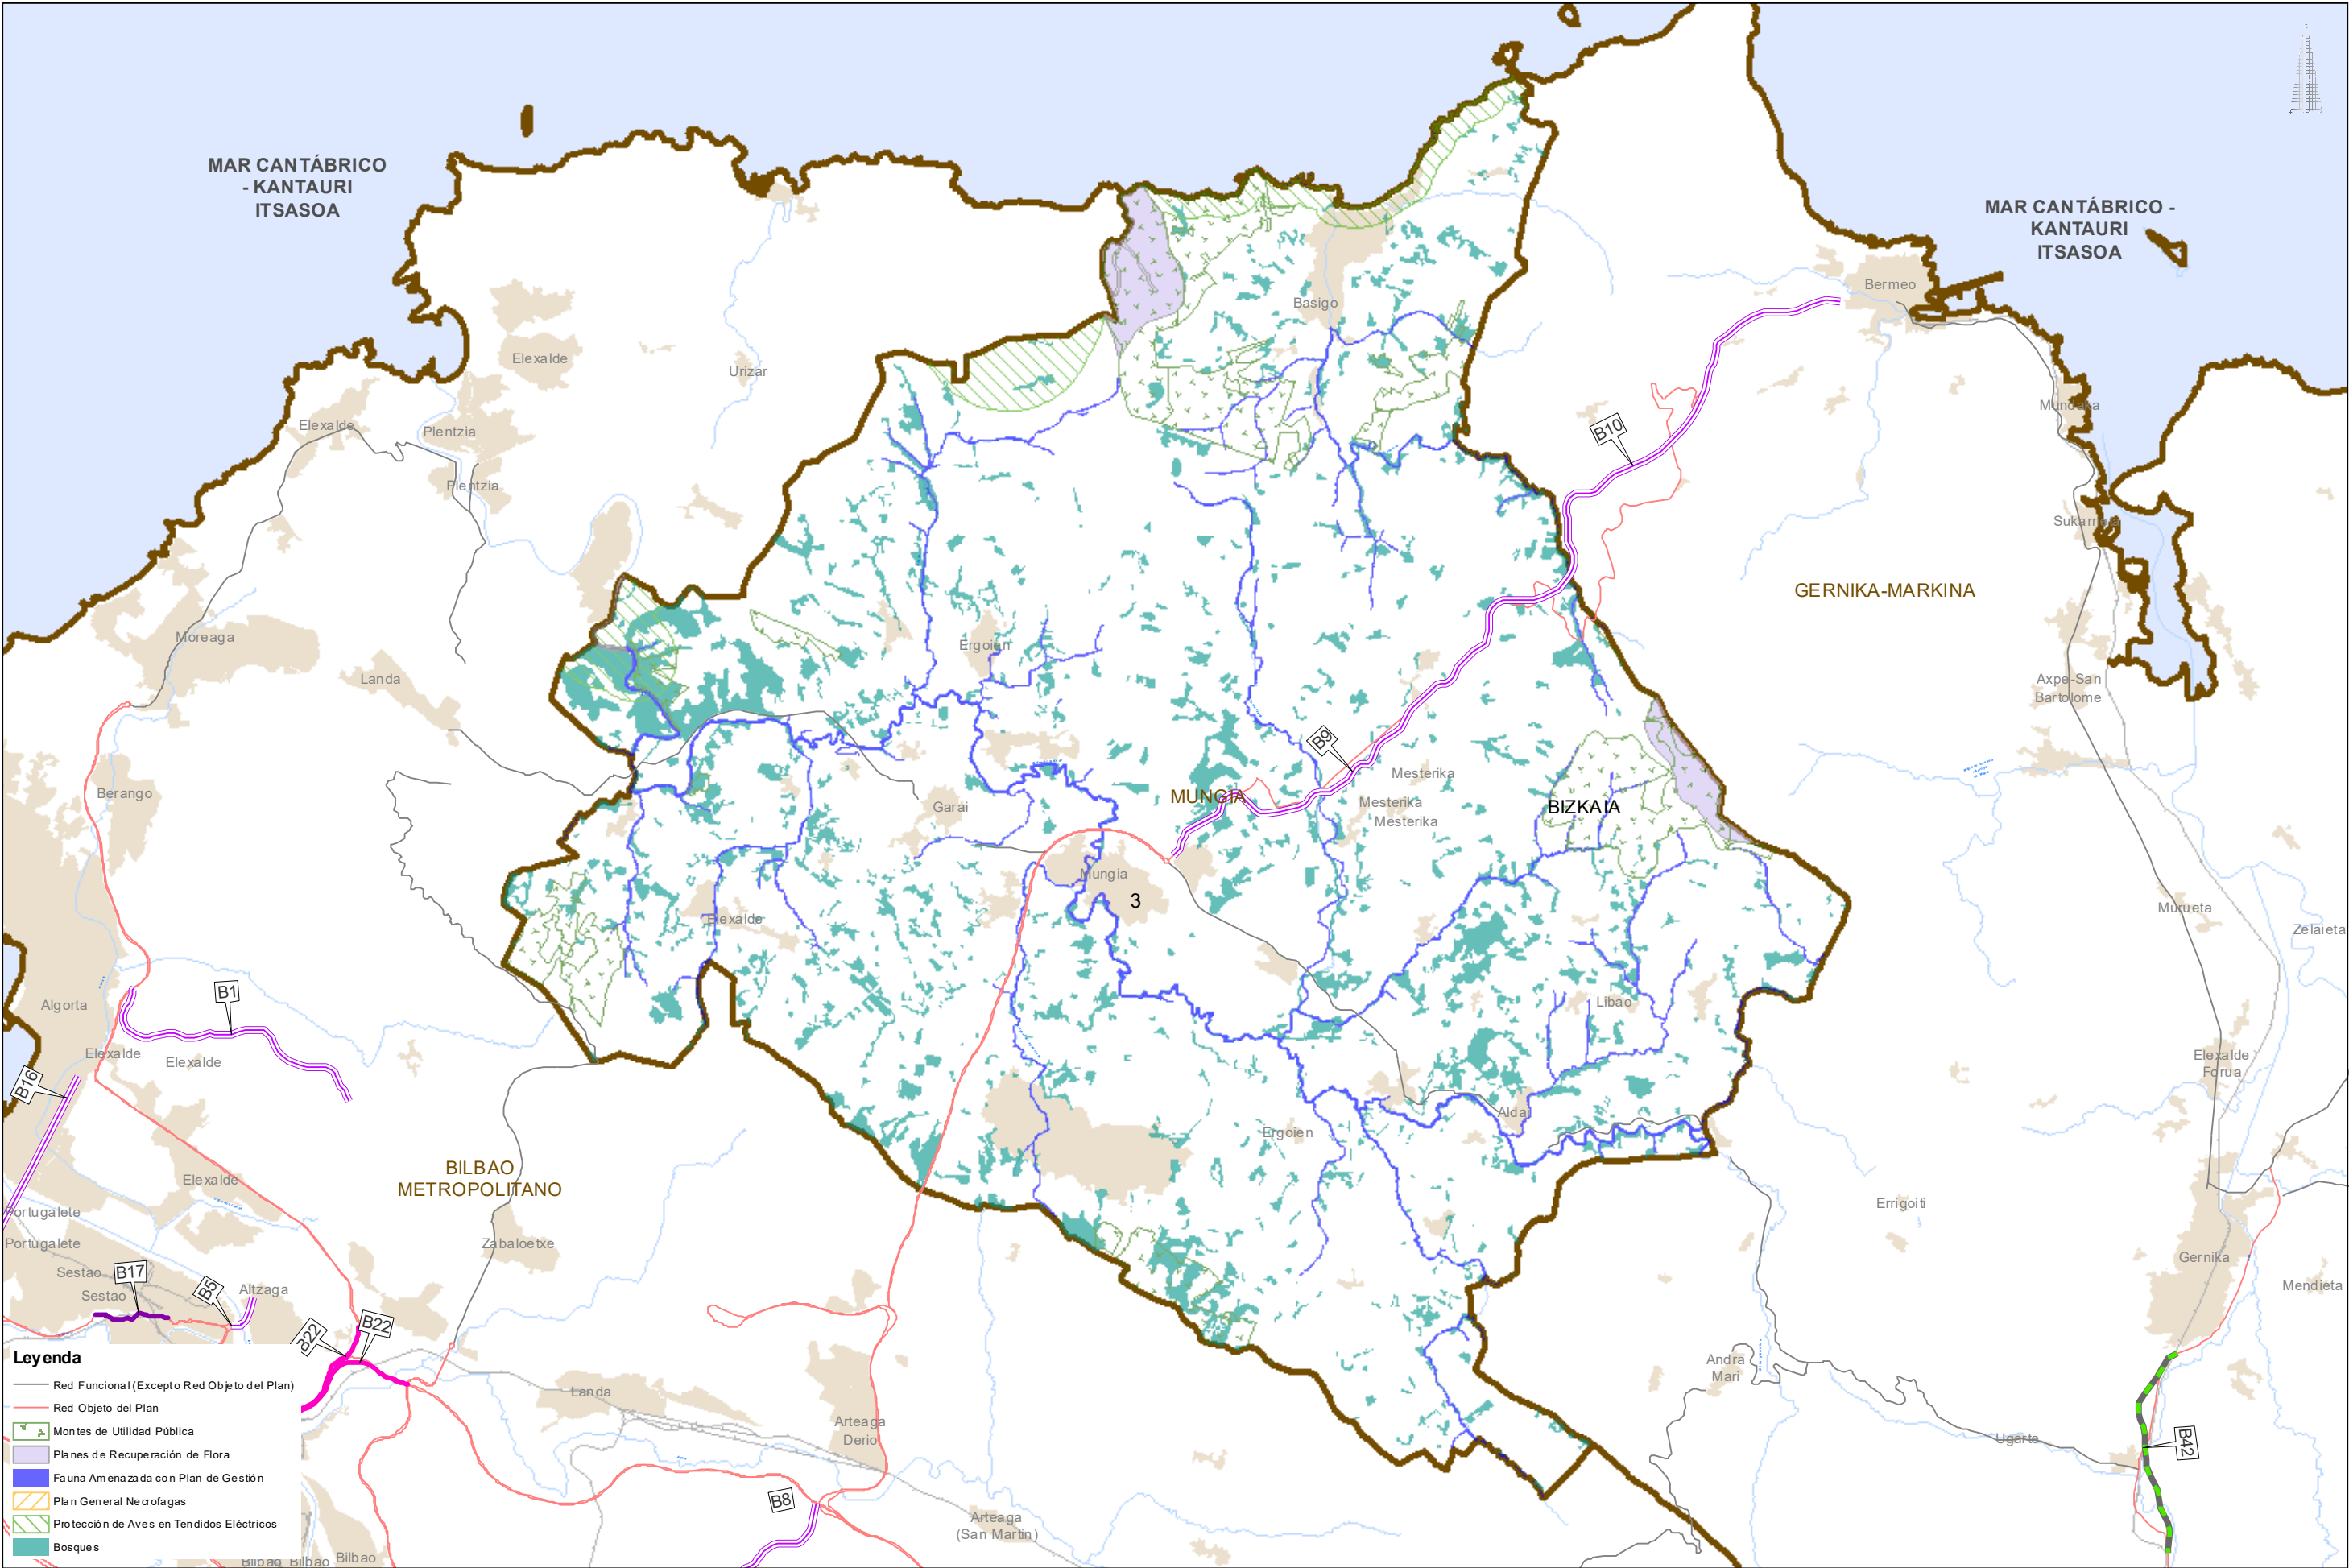 MAR CANTÁBRICO
- KANTAURI
ITSASOA
MAR CANTÁBRICO -
KANTAURI
ITSASOA
Bermeo
Basigo
Elexalde
Urizar
Elexalde
Plentzia
Plentzia
Mundaka
B10
GERNIKA-MARKINA
Moreaga
Landa
Ergoien
Axpe-San
Bartolome
B9
Mesterika
Mesterika
Mesterika
MUNGIA
BIZKAIA
Berango
Garai
Mungia
3
Elexalde
Murueta
Zelaieta
Algorta
B1
Libao
Elexalde
Elexalde
B16
Elexalde
Forua
Aldai
Ergoien
BILBAO
METROPOLITANO
Elexalde
Errigoiti
Portugalete
Portugalete
Zabaloetxe
Gernika
Mendieta
Sestao
Sestao
B17
B5
Altzaga
B22
B22
Andra
Mari
Landa
Arteaga
Derio
Ugarte
B42
B8
Arteaga
(San Martin)
Leyenda
Red Funcional (Excepto Red Objeto del Plan)
Red Objeto del Plan
Montes de Utilidad Pública
Planes de Recuperación de Flora
Fauna Amenazada con Plan de Gestión
Plan General Necrofagas
Protección de Aves en Tendidos Eléctricos
Bosques
Bilbao Bilbao Bilbao